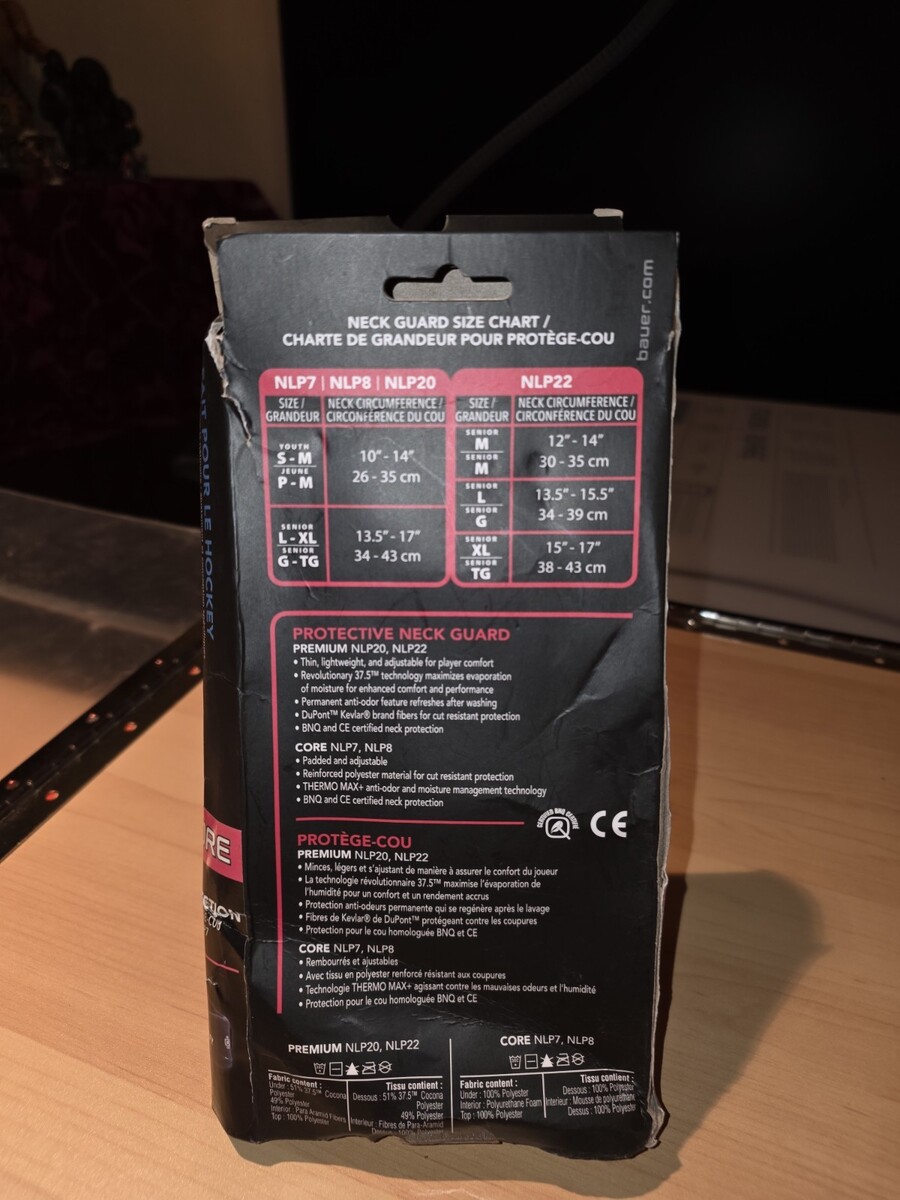 bauer.com
NECK GUARD SIZE CHART /
CHARTE DE GRANDEUR POUR PROTÈGE-COU
NLP7 | NLP8 | NLP20
SIZE / GRANDEUR
NECK CIRCUMFERENCE / CIRCONFÉRENCE DU COU
YOUTH
S - M
JEUNE
P - M
10" - 14"
26 - 35 cm
SENIOR
L - XL
SENIOR
G - TG
13.5" - 17"
34 - 43 cm
NLP22
SIZE / GRANDEUR
NECK CIRCUMFERENCE / CIRCONFÉRENCE DU COU
SENIOR
M
SENIOR
M
12" - 14"
30 - 35 cm
SENIOR
L
SENIOR
G
13.5" - 15.5"
34 - 39 cm
SENIOR
XL
SENIOR
TG
15" - 17"
38 - 43 cm
PROTECTIVE NECK GUARD
PREMIUM NLP20, NLP22
• Thin, lightweight, and adjustable for player comfort
• Revolutionary 37.5™ technology maximizes evaporation
of moisture for enhanced comfort and performance
• Permanent anti-odor feature refreshes after washing
• DuPont™ Kevlar® brand fibers for cut resistant protection
• BNQ and CE certified neck protection
CORE NLP7, NLP8
• Padded and adjustable
• Reinforced polyester material for cut resistant protection
• THERMO MAX+ anti-odor and moisture management technology
• BNQ and CE certified neck protection
CERTIFIED BNQ CERTIFIÉ
CE
PROTÈGE-COU
PREMIUM NLP20, NLP22
• Minces, légers et s'ajustant de manière à assurer le confort du joueur
• La technologie révolutionnaire 37.5™ maximise l'évaporation de
l'humidité pour un confort et un rendement accrus
• Protection anti-odeurs permanente qui se regénère après le lavage
• Fibres de Kevlar® de DuPont™ protégeant contre les coupures
• Protection pour le cou homologuée BNQ et CE
CORE NLP7, NLP8
• Rembourrés et ajustables
• Avec tissu en polyester renforcé résistant aux coupures
• Technologie THERMO MAX+ agissant contre les mauvaises odeurs et l'humidité
• Protection pour le cou homologuée BNQ et CE
PREMIUM NLP20, NLP22
Fabric content :
Under : 51% 37.5™ Cocona
Polyester
49% Polyester
Interior : Para Aramid Fibers
Top : 100% Polyester
Tissu content :
Dessous : 51% 37.5™ Cocona
Polyester
49% Polyester
Interieur : Fibres de Para-Aramid
Dessus : 100% Polyester
CORE NLP7, NLP8
Fabric content :
Under : 100% Polyester
Interior : Polyurethane Foam
Top : 100% Polyester
Tissu content :
Dessous : 100% Polyester
Interieur : Mousse de polyuréthane
Dessus : 100% Polyester
POUR LE HOCKEY